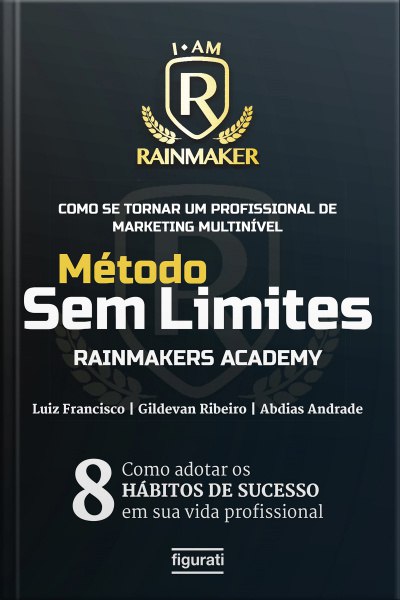 I • AM
R
RAINMAKER
COMO SE TORNAR UM PROFISSIONAL DE
MARKETING MULTINÍVEL
Método
Sem Limites
RAINMAKERS ACADEMY
Luiz Francisco | Gildevan Ribeiro | Abdias Andrade
8
Como adotar os
HÁBITOS DE SUCESSO
em sua vida profissional
figurati